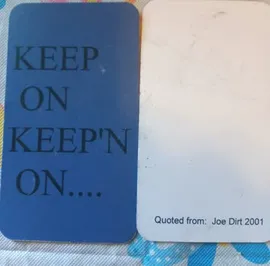 KEEP
ON
KEEP'N
ON....
Quoted from: Joe Dirt 2001